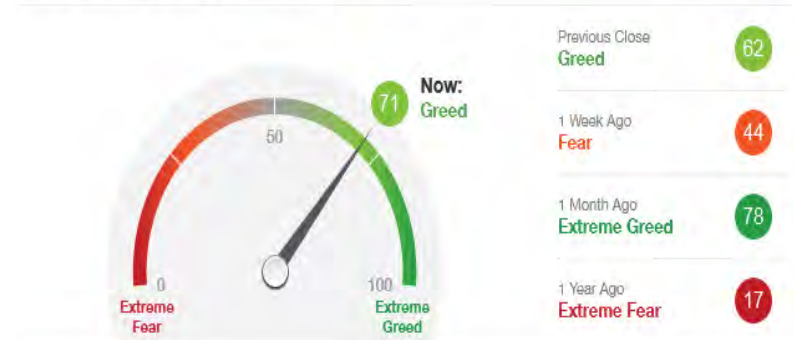 Now:
71
Greed
50
0
100
Extreme
Fear
Extreme
Greed
Previous Close
Greed
62
1 Week Ago
Fear
44
1 Month Ago
Extreme Greed
78
1 Year Ago
Extreme Fear
17